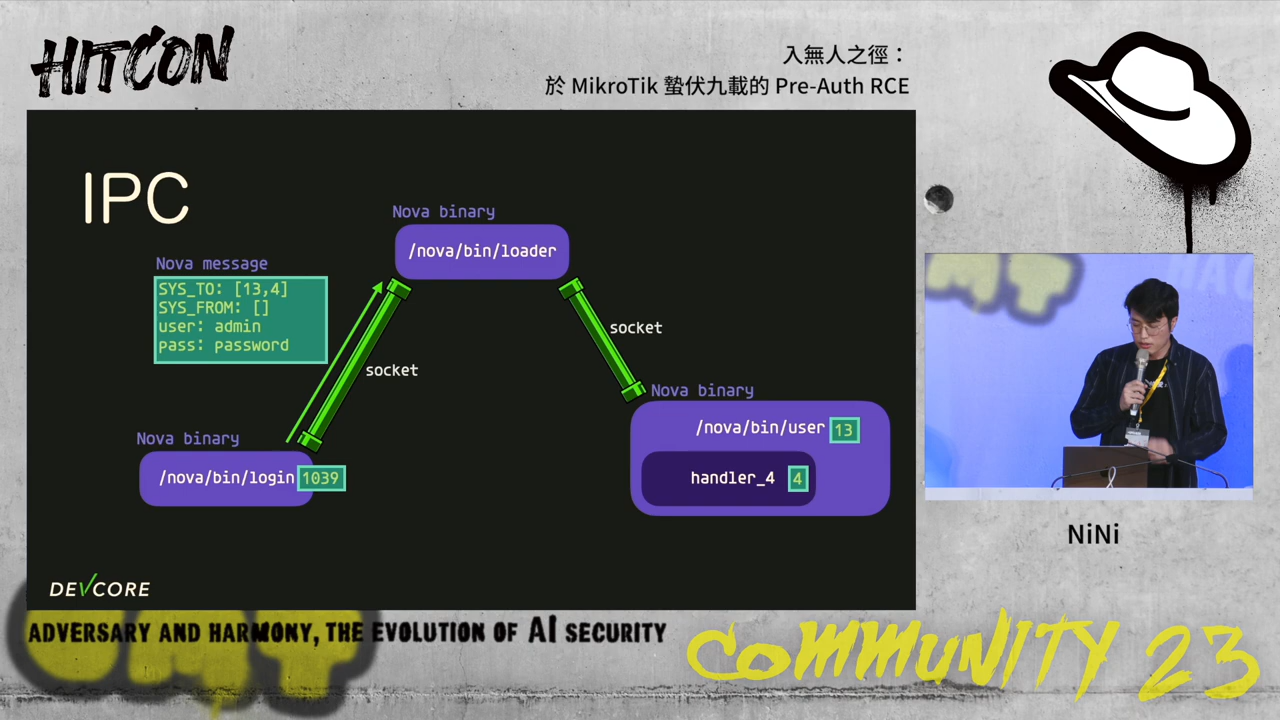 HITCON
入無人之徑：
於 MikroTik 蟄伏九載的 Pre-Auth RCE
IPC
Nova binary
/nova/bin/loader
Nova message
SYS_TO: [13,4]
SYS_FROM: []
user: admin
pass: password
socket
socket
Nova binary
/nova/bin/login 1039
Nova binary
/nova/bin/user 13
handler_4 4
DEVCORE
NiNi
ADVERSARY AND HARMONY, THE EVOLUTION OF AI SECURITY
COMMUNITY 23